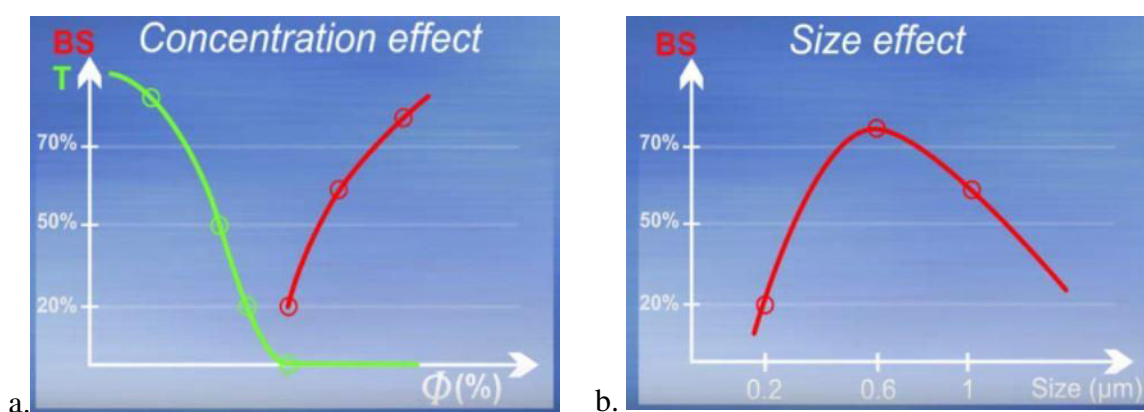 Concentration effect
BS
T
70%
50%
20%
Φ(%)
a.
Size effect
BS
70%
50%
20%
0.2 0.6 1 Size (μm)
b.